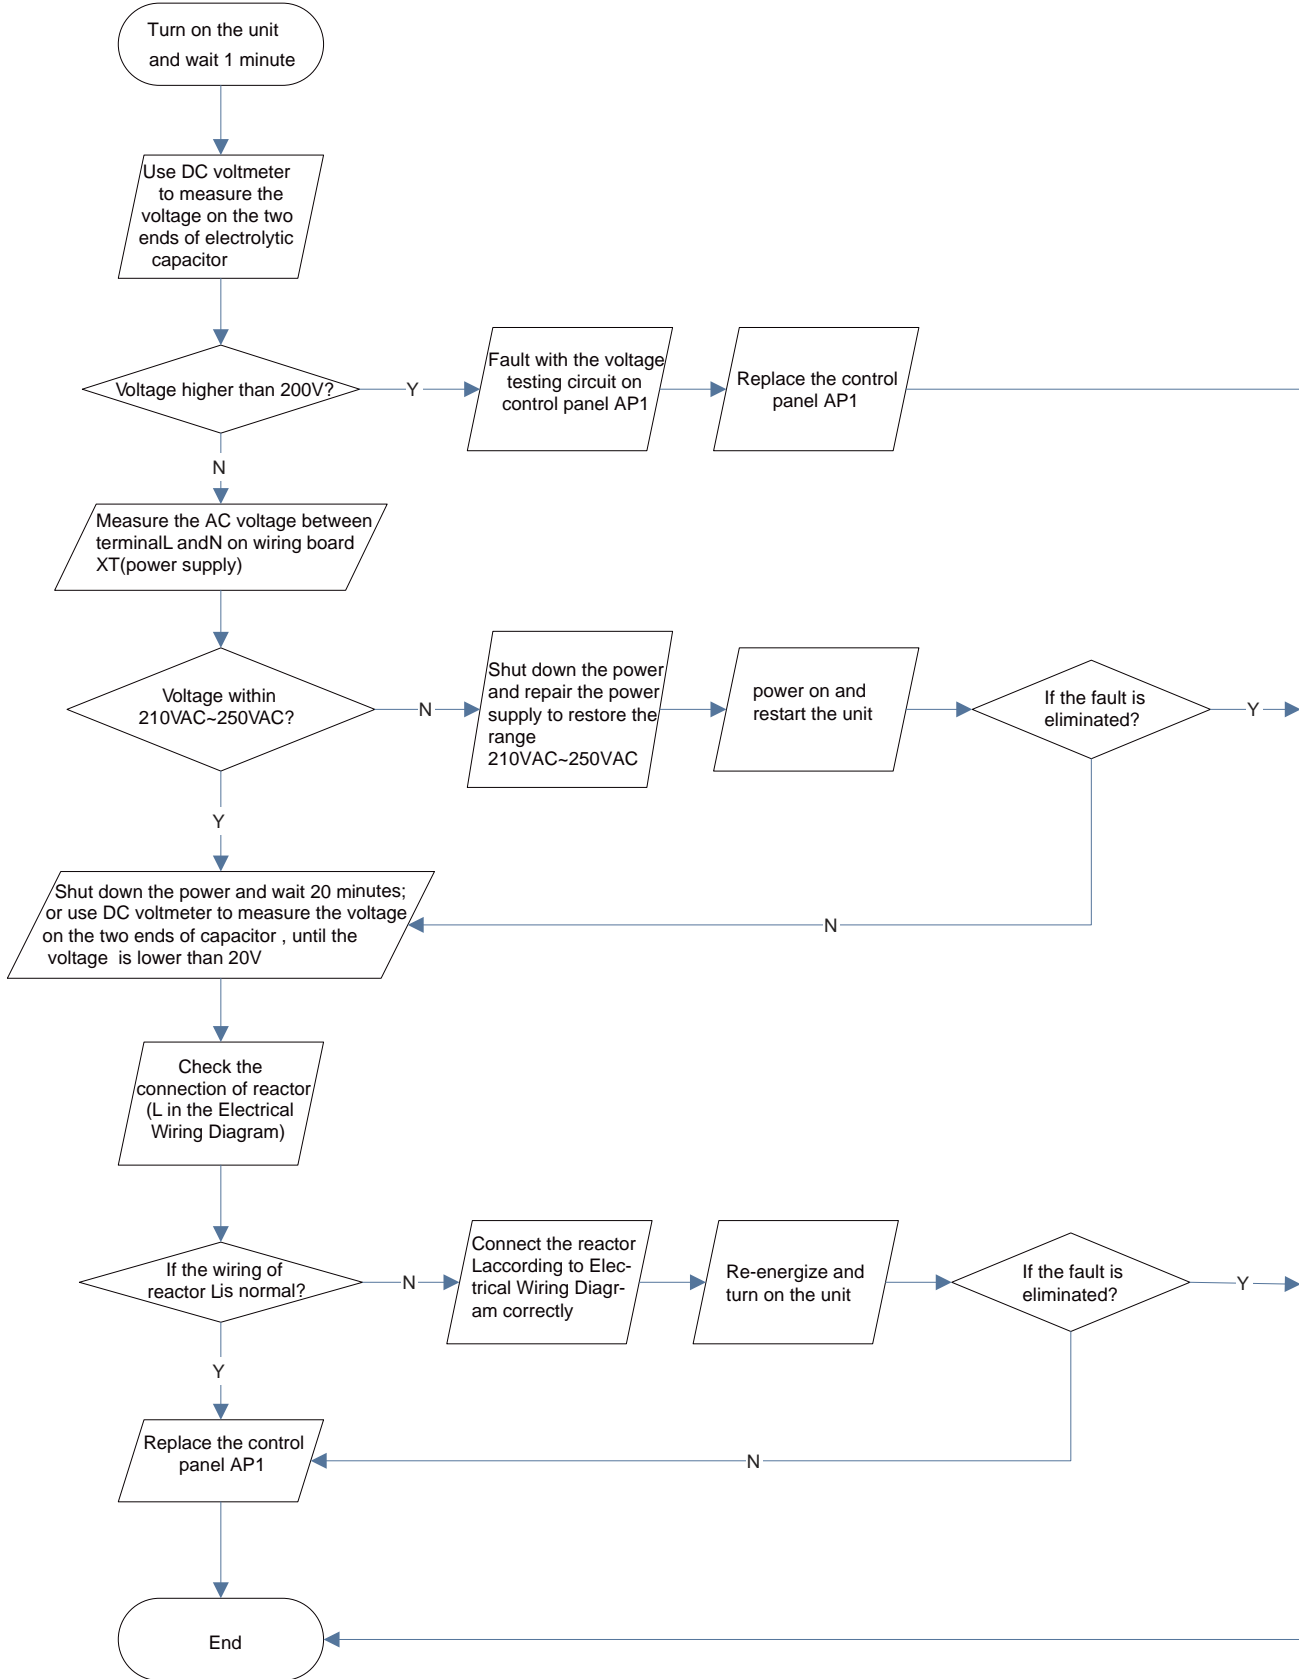 Turn on the unit
and wait 1 minute
Use DC voltmeter
to measure the
voltage on the two
ends of electrolytic
capacitor
Voltage higher than 200V?
Y
Fault with the voltage
testing circuit on
control panel AP1
Replace the control
panel AP1
N
Measure the AC voltage between
terminalL andN on wiring board
XT(power supply)
Voltage within
210VAC~250VAC?
N
Shut down the power
and repair the power
supply to restore the
range
210VAC~250VAC
power on and
restart the unit
If the fault is
eliminated?
Y
Y
N
Shut down the power and wait 20 minutes;
or use DC voltmeter to measure the voltage
on the two ends of capacitor , until the
voltage is lower than 20V
Check the
connection of reactor
(L in the Electrical
Wiring Diagram)
If the wiring of
reactor Lis normal?
N
Connect the reactor
Laccording to Elec-
trical Wiring Diagr-
am correctly
Re-energize and
turn on the unit
If the fault is
eliminated?
Y
Y
N
Replace the control
panel AP1
End